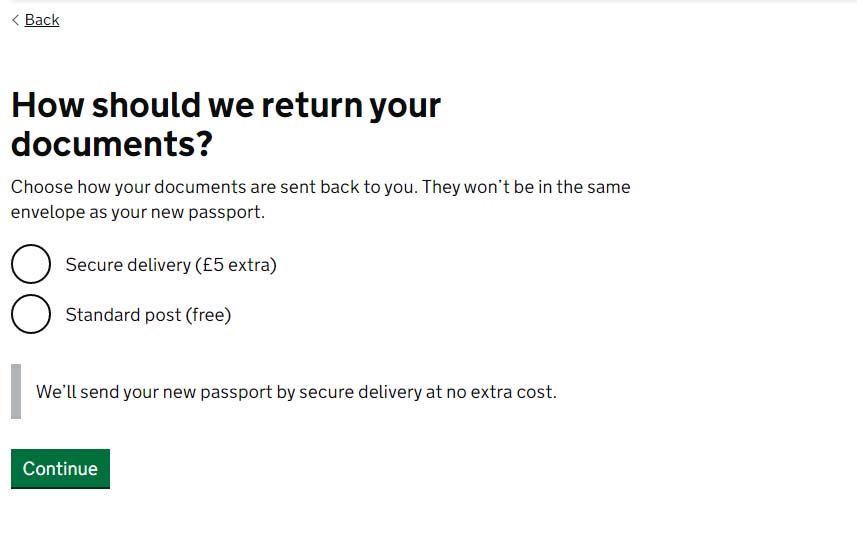 Back
How should we return your
documents?
Choose how your documents are sent back to you. They won't be in the same
envelope as your new passport.
Secure delivery (£5 extra)
Standard post (free)
We'll send your new passport by secure delivery at no extra cost.
Continue